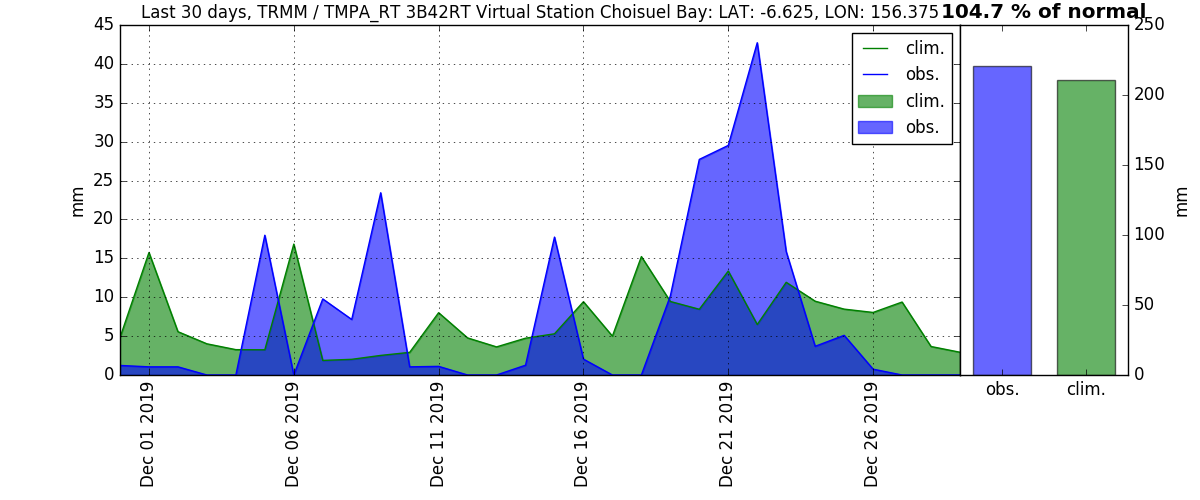 Last 30 days, TRMM / TMPA_RT 3B42RT Virtual Station Choisuel Bay: LAT: -6.625, LON: 156.375
104.7 % of normal
45
40
35
30
25
20
15
10
5
0
mm
clim.
obs.
clim.
obs.
Dec 01 2019
Dec 06 2019
Dec 11 2019
Dec 16 2019
Dec 21 2019
Dec 26 2019
250
200
150
100
50
0
mm
obs.
clim.